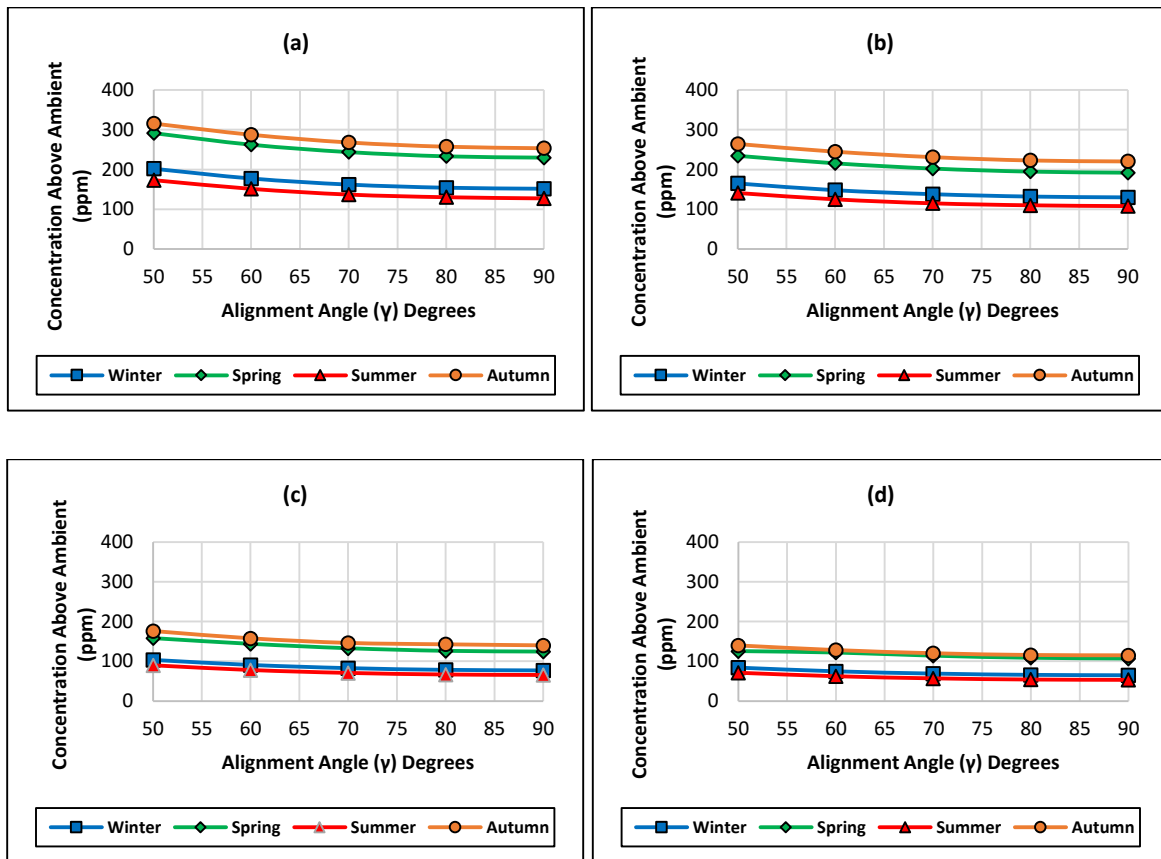 (a)
Concentration Above Ambient
(ppm)
400
300
200
100
0
50 55 60 65 70 75 80 85 90
Alignment Angle (γ) Degrees
Winter Spring Summer Autumn
(b)
Concentration Above Ambient
(ppm)
400
300
200
100
0
50 55 60 65 70 75 80 85 90
Alignment Angle (γ) Degrees
Winter Spring Summer Autumn
(c)
Concentration Above Ambient
(ppm)
400
300
200
100
0
50 55 60 65 70 75 80 85 90
Alignment Angle (γ) Degrees
Winter Spring Summer Autumn
(d)
Concentration Above Ambient
(ppm)
400
300
200
100
0
50 55 60 65 70 75 80 85 90
Alignment Angle (γ) Degrees
Winter Spring Summer Autumn